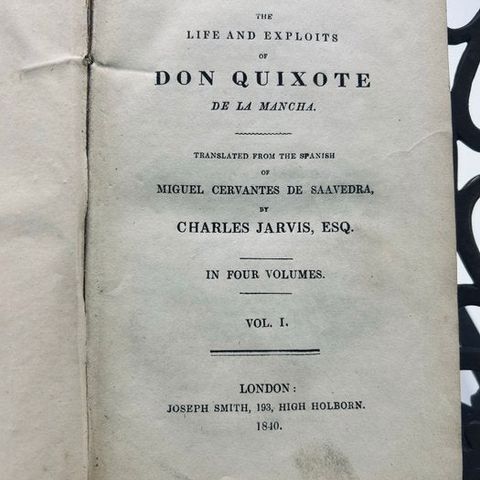 THE
LIFE AND EXPLOITS
OF
DON QUIXOTE
DE LA MANCHA.
TRANSLATED FROM THE SPANISH
OF
MIGUEL CERVANTES DE SAAVEDRA,
BY
CHARLES JARVIS, ESQ.
IN FOUR VOLUMES.
VOL. I.
LONDON:
JOSEPH SMITH, 193, HIGH HOLBORN.
1840.